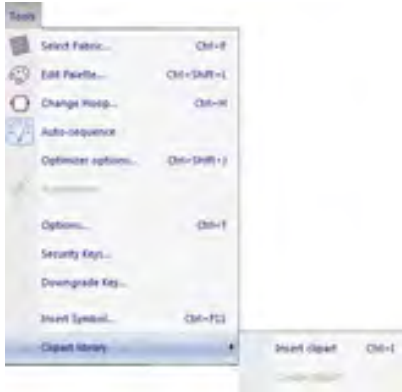 Tools
Select Fabric... Ctrl+F
Edit Palette... Ctrl+Shift+L
Change Hoop... Ctrl+H
Auto-sequence
Optimizer options... Ctrl+Shift+J
Options... Ctrl+T
Security Keys...
Downgrade Key...
Insert Symbol... Ctrl+F11
Clipart library
Insert clipart Ctrl+I